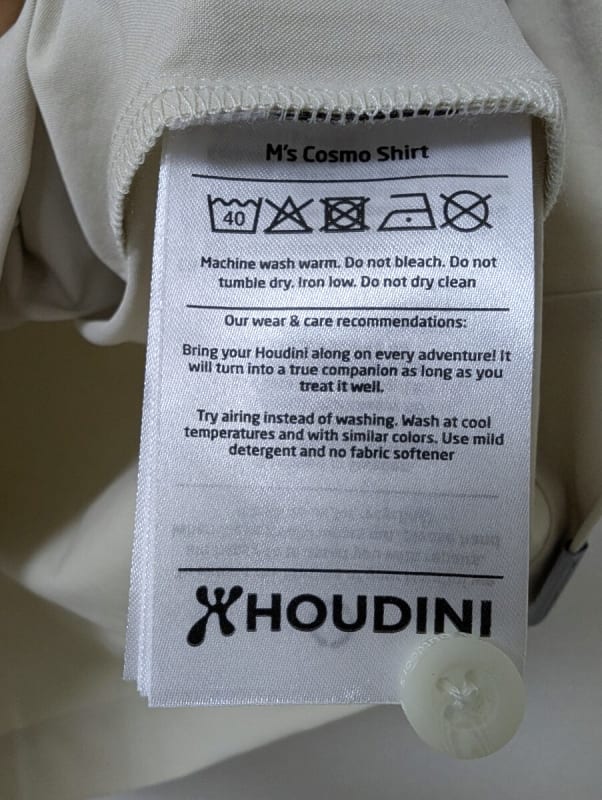 M's Cosmo Shirt
40
Machine wash warm. Do not bleach. Do not
tumble dry. Iron low. Do not dry clean
Our wear & care recommendations:
Bring your Houdini along on every adventure! It
will turn into a true companion as long as you
treat it well.
Try airing instead of washing. Wash at cool
temperatures and with similar colors. Use mild
detergent and no fabric softener
HOUDINI